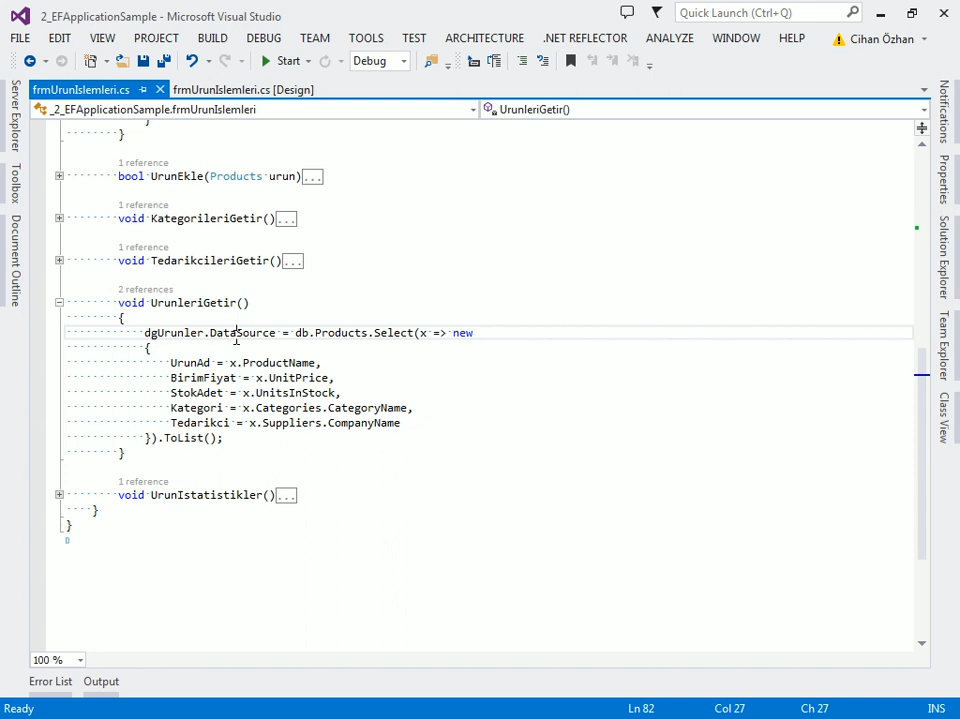 2_EFApplicationSample - Microsoft Visual Studio
Quick Launch (Ctrl+Q)
FILE EDIT VIEW PROJECT BUILD DEBUG TEAM TOOLS TEST ARCHITECTURE .NET REFLECTOR ANALYZE WINDOW HELP Cihan Özhan
Start Debug
frmUrunIslemleri.cs frmUrunIslemleri.cs [Design]
_2_EFApplicationSample.frmUrunIslemleri UrunleriGetir()
Server Explorer
Toolbox
Document Outline
}
}
1 reference
bool UrunEkle(Products urun)...
1 reference
void KategorileriGetir()...
1 reference
void TedarikcileriGetir()...
2 references
void UrunleriGetir()
{
dgUrunler.DataSource = db.Products.Select(x => new
{
UrunAd = x.ProductName,
BirimFiyat = x.UnitPrice,
StokAdet = x.UnitsInStock,
Kategori = x.Categories.CategoryName,
Tedarikci = x.Suppliers.CompanyName
}).ToList();
}
1 reference
void UrunIstatistikler()...
}
}
Notifications
Properties
Solution Explorer
Team Explorer
Class View
100 %
Error List Output
Ready Ln 82 Col 27 Ch 27 INS